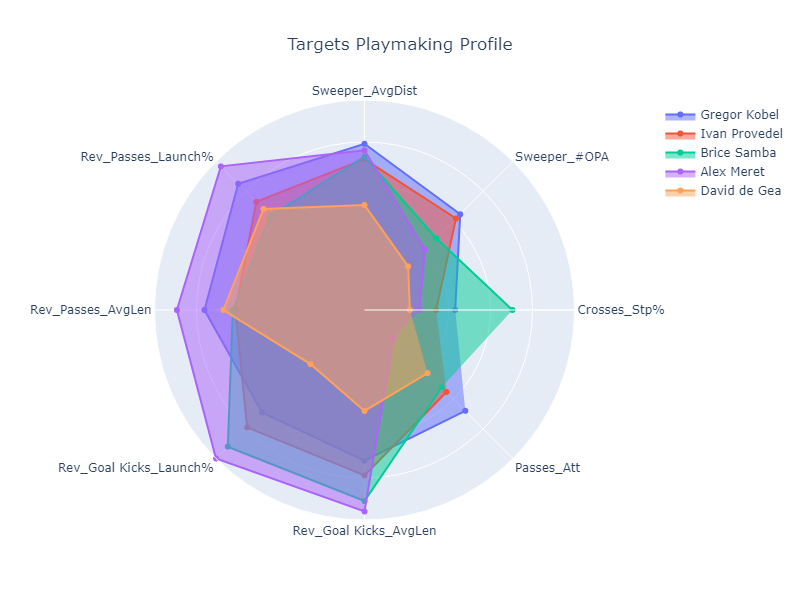 Targets Playmaking Profile
Sweeper_AvgDist
Gregor Kobel
Ivan Provedel
Brice Samba
Alex Meret
David de Gea
Rev_Passes_Launch%
Sweeper_#OPA
Rev_Passes_AvgLen
Crosses_Stp%
Rev_Goal Kicks_Launch%
Passes_Att
Rev_Goal Kicks_AvgLen